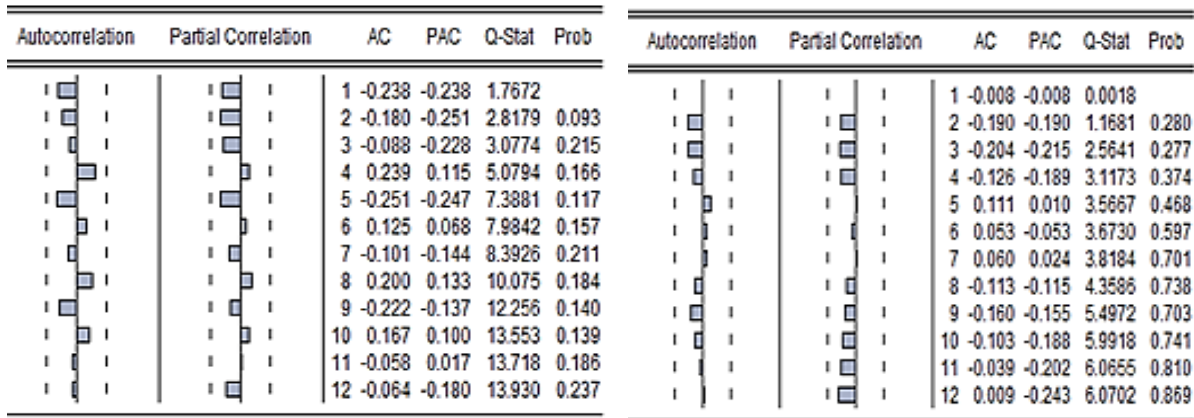 Autocorrelation Partial Correlation AC PAC Q-Stat Prob
1 -0.238 -0.238 1.7672
2 -0.180 -0.251 2.8179 0.093
3 -0.088 -0.228 3.0774 0.215
4 0.239 0.115 5.0794 0.166
5 -0.251 -0.247 7.3881 0.117
6 0.125 0.068 7.9842 0.157
7 -0.101 -0.144 8.3926 0.211
8 0.200 0.133 10.075 0.184
9 -0.222 -0.137 12.256 0.140
10 0.167 0.100 13.553 0.139
11 -0.058 0.017 13.718 0.186
12 -0.064 -0.180 13.930 0.237
Autocorrelation Partial Correlation AC PAC Q-Stat Prob
1 -0.008 -0.008 0.0018
2 -0.190 -0.190 1.1681 0.280
3 -0.204 -0.215 2.5641 0.277
4 -0.126 -0.189 3.1173 0.374
5 0.111 0.010 3.5667 0.468
6 0.053 -0.053 3.6730 0.597
7 0.060 0.024 3.8184 0.701
8 -0.113 -0.115 4.3586 0.738
9 -0.160 -0.155 5.4972 0.703
10 -0.103 -0.188 5.9918 0.741
11 -0.039 -0.202 6.0655 0.810
12 0.009 -0.243 6.0702 0.869